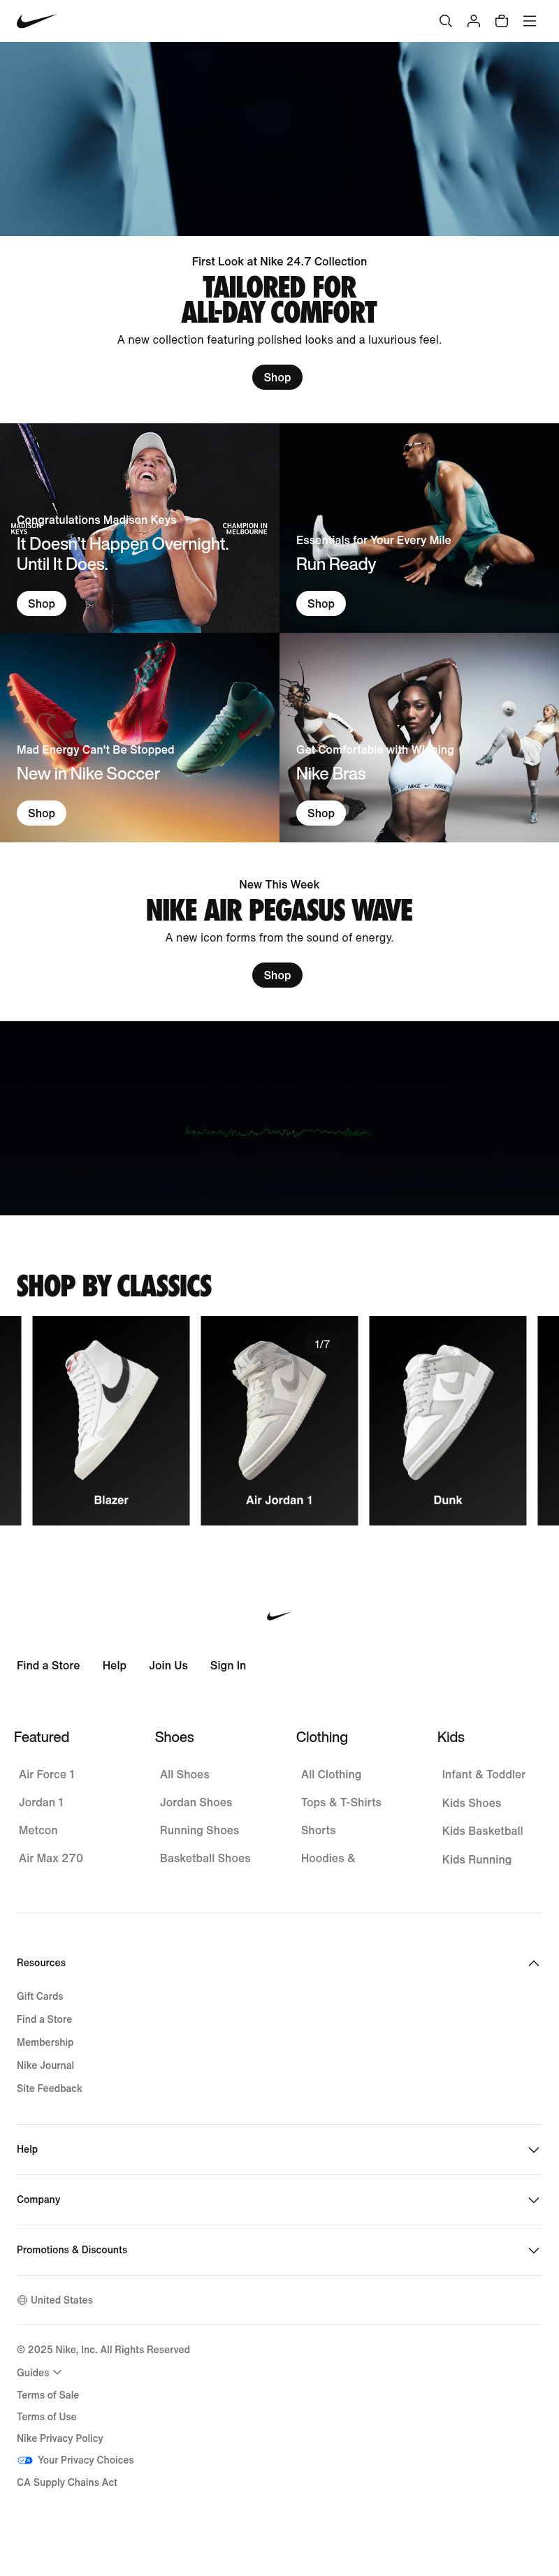 First Look at Nike 24.7 Collection
TAILORED FOR
ALL-DAY COMFORT
A new collection featuring polished looks and a luxurious feel.
Shop
Congratulations Madison Keys
MADISON
KEYS
CHAMPION IN
MELBOURNE
It Doesn't Happen Overnight.
Until It Does.
Shop
Essentials for Your Every Mile
Run Ready
Shop
Mad Energy Can't Be Stopped
New in Nike Soccer
Shop
Get Comfortable with Winning
Nike Bras
NIKE NIKE
Shop
New This Week
NIKE AIR PEGASUS WAVE
A new icon forms from the sound of energy.
Shop
SHOP BY CLASSICS
1/7
Blazer
Air Jordan 1
Dunk
Find a Store
Help
Join Us
Sign In
Featured
Air Force 1
Jordan 1
Metcon
Air Max 270
Shoes
All Shoes
Jordan Shoes
Running Shoes
Basketball Shoes
Clothing
All Clothing
Tops & T-Shirts
Shorts
Hoodies &
Kids
Infant & Toddler
Kids Shoes
Kids Basketball
Kids Running
Resources
Gift Cards
Find a Store
Membership
Nike Journal
Site Feedback
Help
Company
Promotions & Discounts
United States
© 2025 Nike, Inc. All Rights Reserved
Guides
Terms of Sale
Terms of Use
Nike Privacy Policy
Your Privacy Choices
CA Supply Chains Act